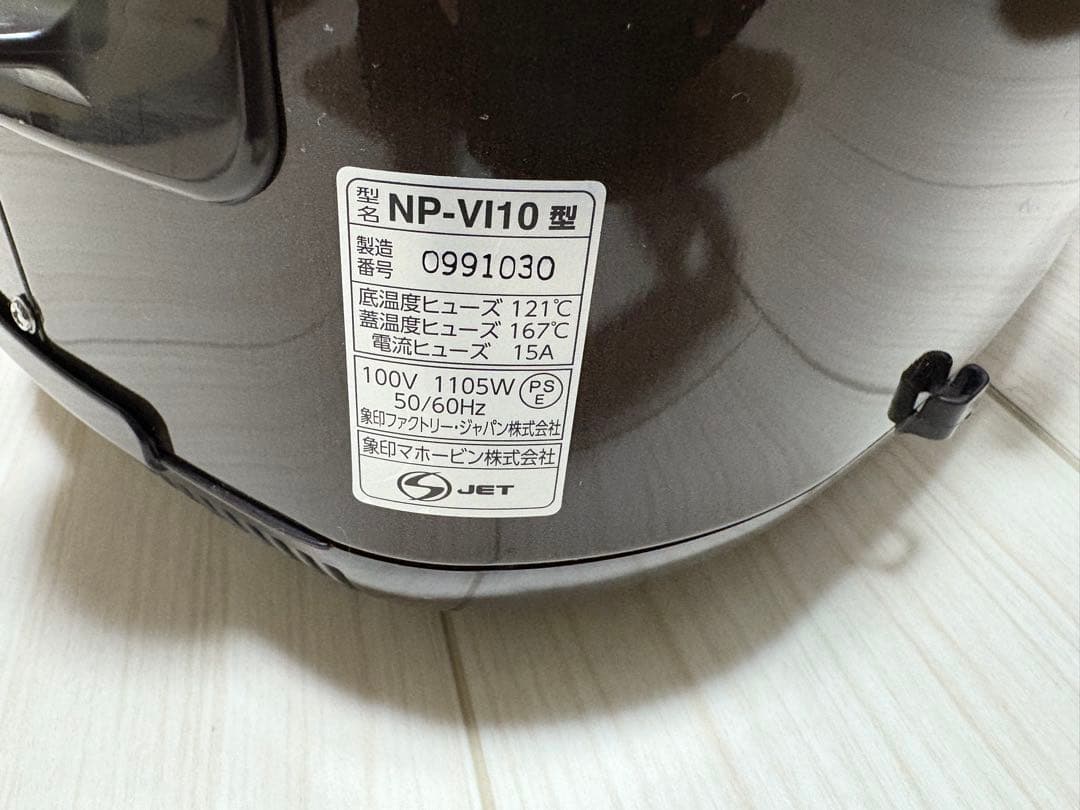 型名 NP-VI10 型
製造番号 0991030
底温度ヒューズ 121℃
蓋温度ヒューズ 167℃
電流ヒューズ 15A
100V 1105W PSE
50/60Hz
象印ファクトリー・ジャパン株式会社
象印マホービン株式会社
JET